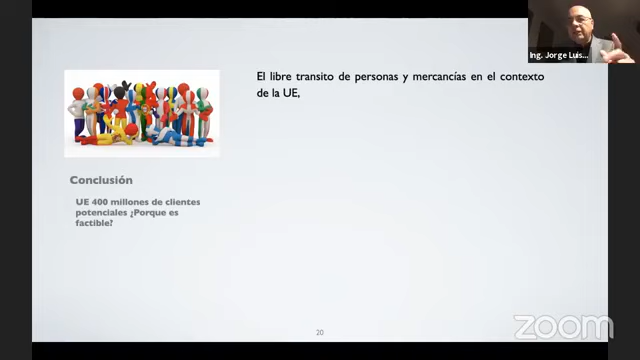 Ing. Jorge Luis...
El libre transito de personas y mercancías en el contexto
de la UE,
Conclusión
UE 400 millones de clientes
potenciales ¿Porque es
factible?
20
zoom